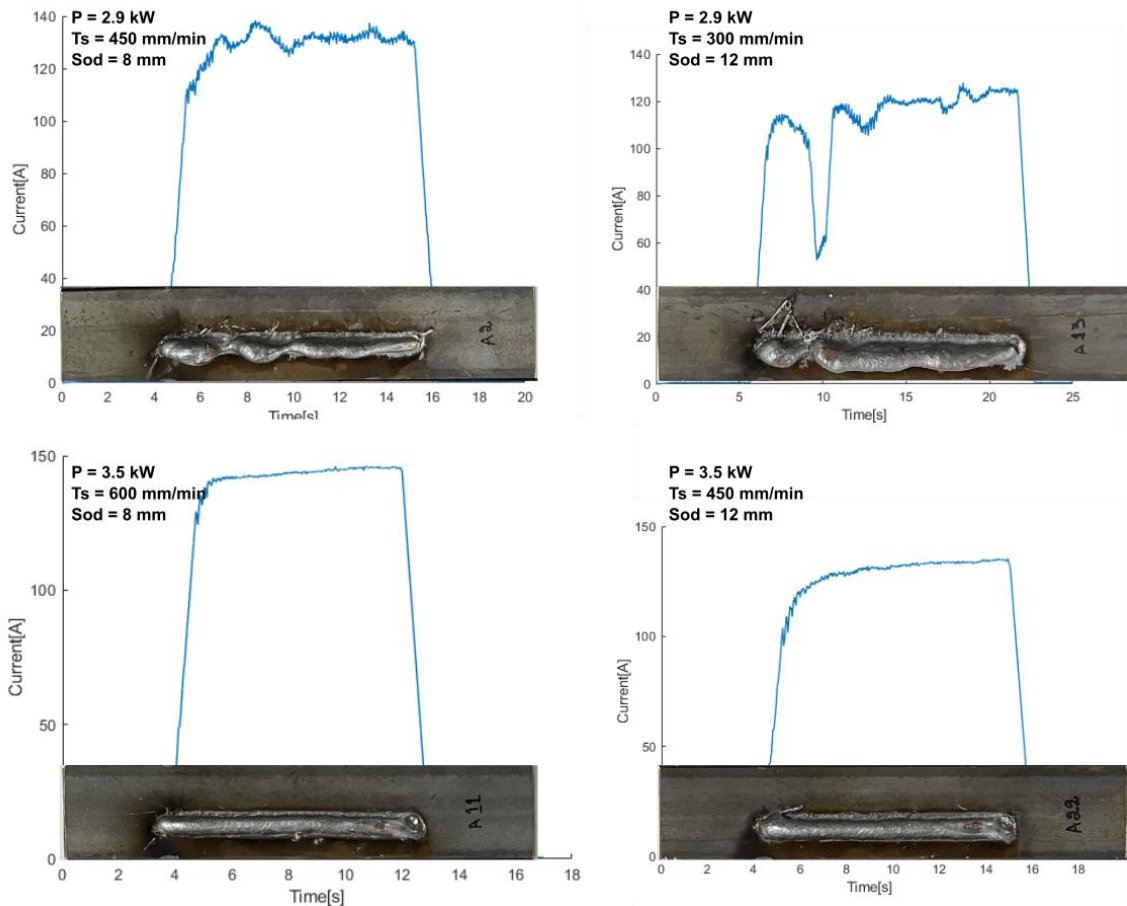 140
P = 2.9 kW
Ts = 450 mm/min
Sod = 8 mm
120
100
80
60
40
20
0
Current[A]
A2
0 2 4 6 8 10 12 14 16 18 20
Time[s]
P = 2.9 kW
Ts = 300 mm/min
Sod = 12 mm
140
120
100
80
60
40
20
0
Current[A]
A13
0 5 10 15 20 25
Time[s]
150
P = 3.5 kW
Ts = 600 mm/min
Sod = 8 mm
100
50
0
Current[A]
A11
0 2 4 6 8 10 12 14 16 18
Time[s]
P = 3.5 kW
Ts = 450 mm/min
Sod = 12 mm
150
100
50
0
Current[A]
A22
0 2 4 6 8 10 12 14 16 18
Time[s]